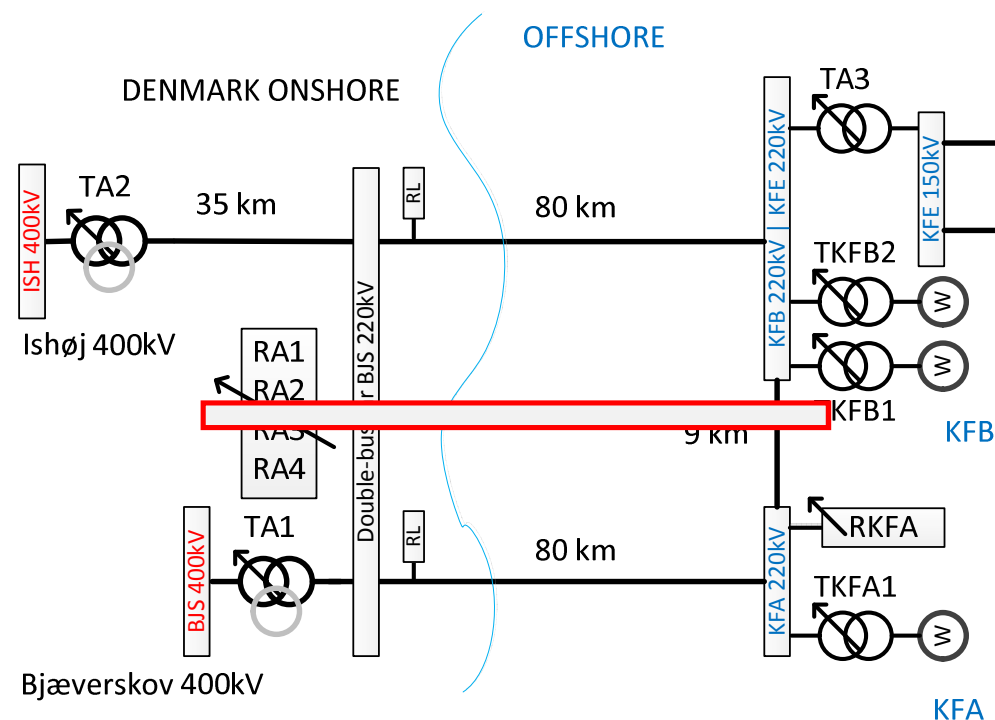 OFFSHORE
DENMARK ONSHORE
TA3
KFE 220kV
KFE 150kV
TA2
35 km
RL
80 km
ISH 400kV
KFB 220kV |
TKFB2
W
Ishøj 400kV
RA1
RA2
RA3
RA4
Double-bus r BJS 220kV
W
TKFB1
9 km
KFB
BJS 400kV
TA1
RL
80 km
KFA 220kV
RKFA
TKFA1
W
Bjæverskov 400kV
KFA